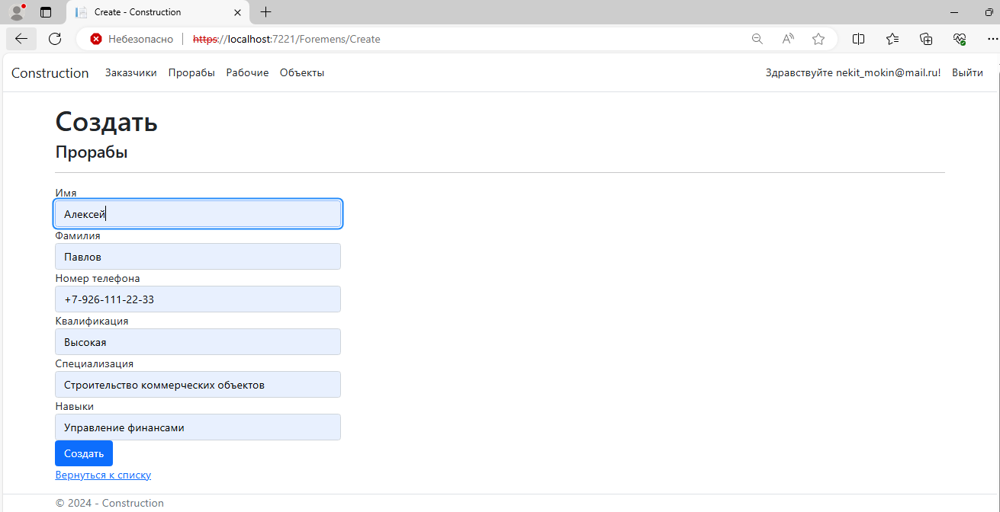 Create - Construction
Небезопасно https://localhost:7221/Foremens/Create
Construction Заказчики Прорабы Рабочие Объекты Здравствуйте nekit_mokin@mail.ru! Выйти
Создать
Прорабы
Имя
Алексей
Фамилия
Павлов
Номер телефона
+7-926-111-22-33
Квалификация
Высокая
Специализация
Строительство коммерческих объектов
Навыки
Управление финансами
Создать
Вернуться к списку
© 2024 - Construction